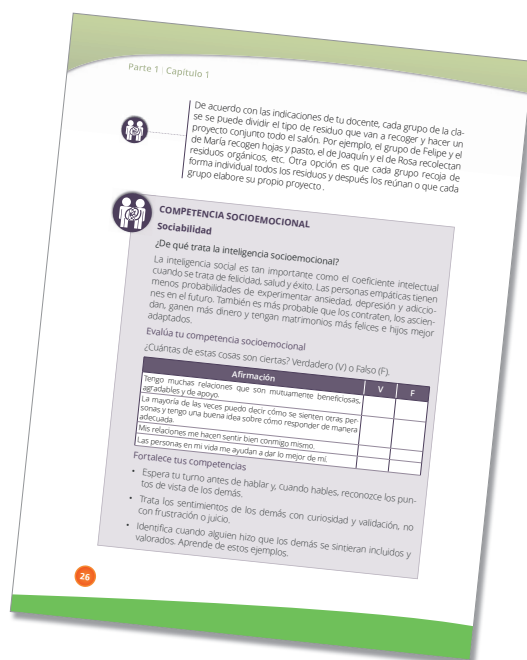 Parte 1 | Capítulo 1
De acuerdo con las indicaciones de tu docente, cada grupo de la cla-
se se puede dividir el tipo de residuo que van a recoger y hacer un
proyecto conjunto todo el salón. Por ejemplo, el grupo de Felipe y el
de María recogen hojas y pasto, el de Joaquín y el de Rosa recolectan
residuos orgánicos, etc. Otra opción es que cada grupo recoja de
forma individual todos los residuos y después los reúnan o que cada
grupo elabore su propio proyecto.
COMPETENCIA SOCIOEMOCIONAL
Sociabilidad
¿De qué trata la inteligencia socioemocional?
La inteligencia social es tan importante como el coeficiente intelectual
cuando se trata de felicidad, salud y éxito. Las personas empáticas tienen
menos probabilidades de experimentar ansiedad, depresión y adiccio-
nes en el futuro. También es más probable que los contraten, los ascien-
dan, ganen más dinero y tengan matrimonios más felices e hijos mejor
adaptados.
Evalúa tu competencia socioemocional
¿Cuántas de estas cosas son ciertas? Verdadero (V) o Falso (F).
Afirmación V F
Tengo muchas relaciones que son mutuamente beneficiosas,
agradables y de apoyo.
La mayoría de las veces puedo decir cómo se sienten otras per-
sonas y tengo una buena idea sobre cómo responder de manera
adecuada.
Mis relaciones me hacen sentir bien conmigo mismo.
Las personas en mi vida me ayudan a dar lo mejor de mí.
Fortalece tus competencias
• Espera tu turno antes de hablar y, cuando hables, reconozce los pun-
tos de vista de los demás.
• Trata los sentimientos de los demás con curiosidad y validación, no
con frustración o juicio.
• Identifica cuando alguien hizo que los demás se sintieran incluidos y
valorados. Aprende de estos ejemplos.
26